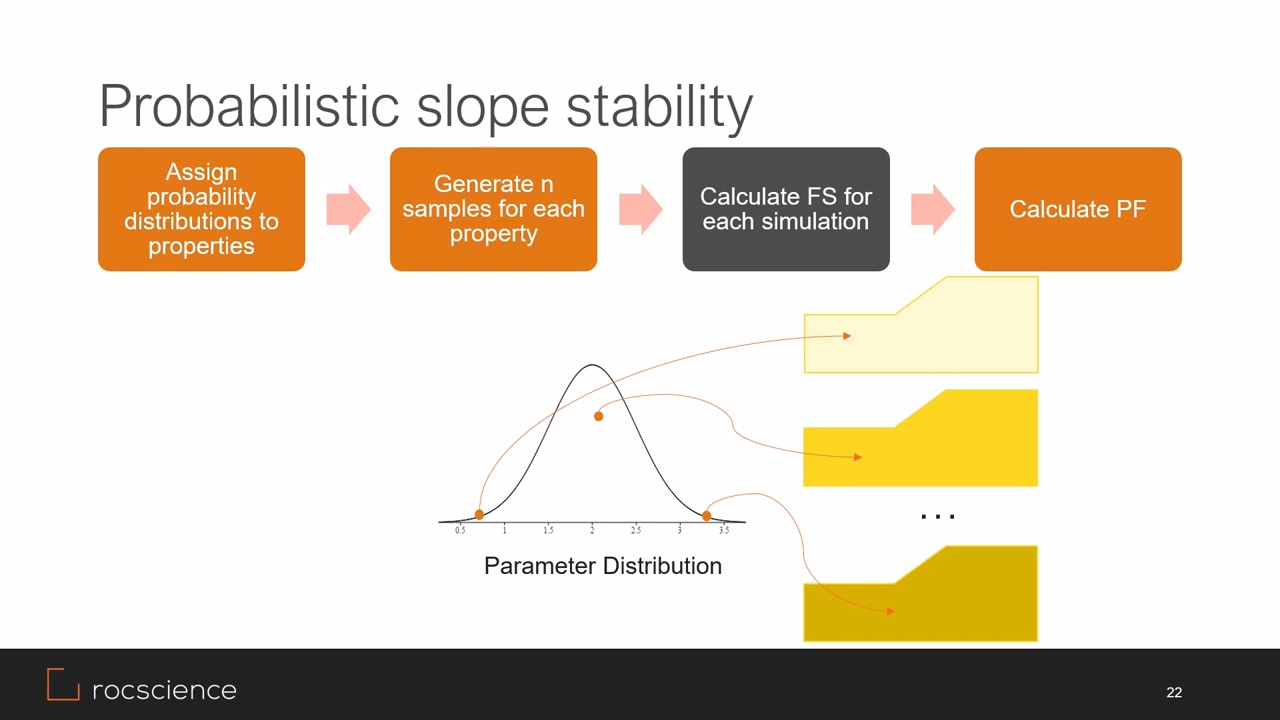 Probabilistic slope stability
Assign
probability
distributions to
properties
Generate n
samples for each
property
Calculate FS for
each simulation
Calculate PF
...
0.5 1 1.5 2 2.5 3 3.5
Parameter Distribution
rocscience
22